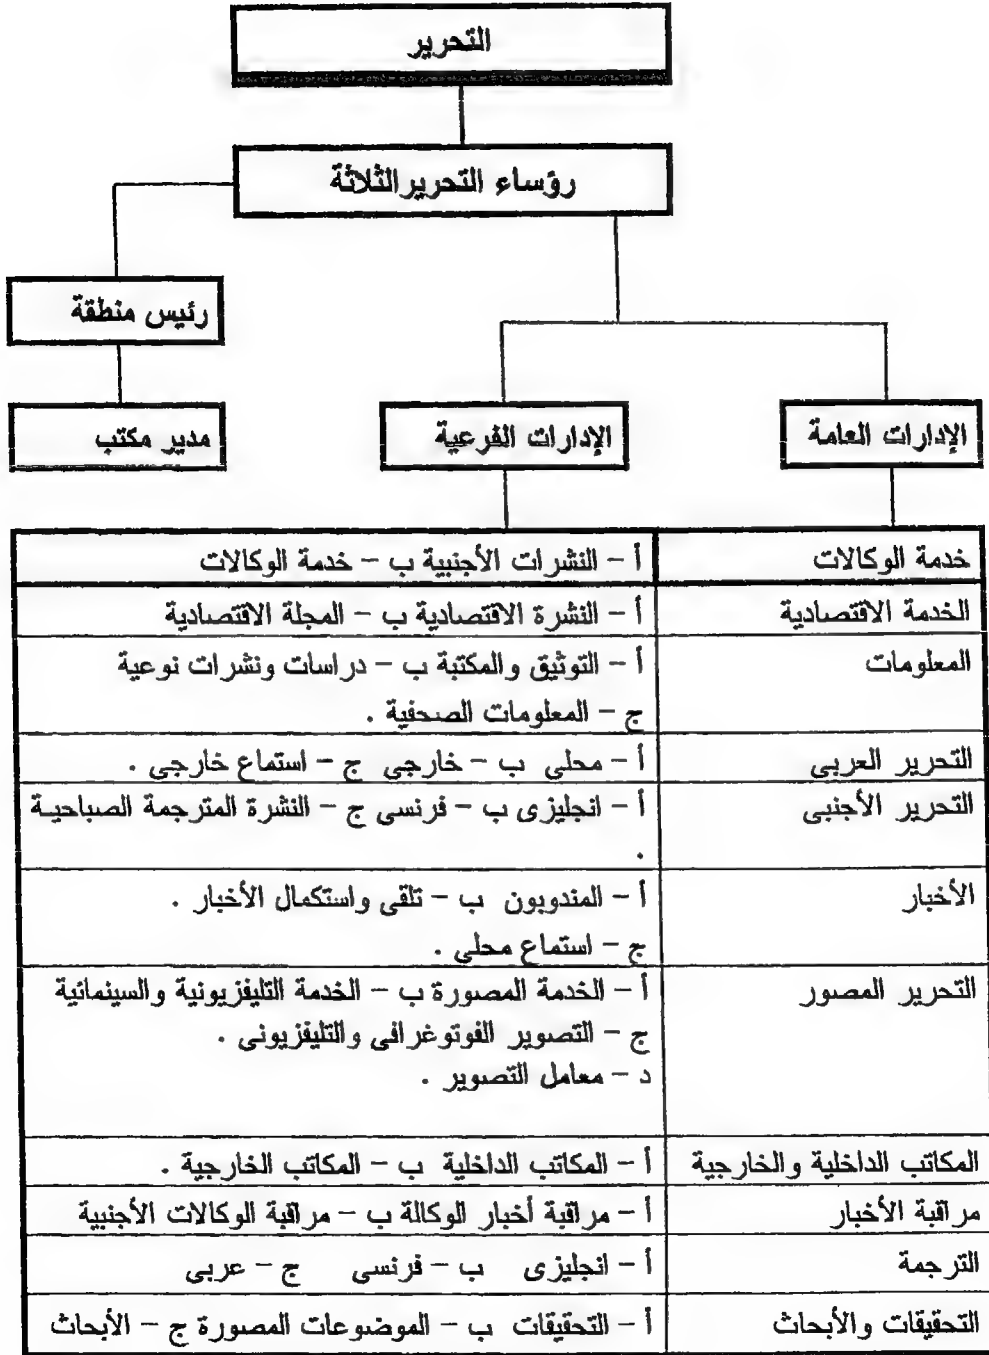 التحرير
رؤساء التحرير الثلاثة
رئيس منطقة
مدير مكتب
الإدارات العامة
الإدارات الفرعية
خدمة الوكالات
أ – النشرات الأجنبية ب – خدمة الوكالات
الخدمة الاقتصادية
أ – النشرة الاقتصادية ب – المجلة الاقتصادية
المعلومات
أ – التوثيق والمكتبة ب – دراسات ونشرات نوعية
ج – المعلومات الصحفية .
التحرير العربى
أ – محلى ب – خارجى ج – استماع خارجى .
التحرير الأجنبى
أ – انجليزى ب – فرنسى ج – النشرة المترجمة الصباحية
.
الأخبار
أ – المندوبون ب – تلقى واستكمال الأخبار .
ج – استماع محلى .
التحرير المصور
أ – الخدمة المصورة ب – الخدمة التليفزيونية والسينمائية
ج – التصوير الفوتوغرافى والتليفزيونى .
د – معامل التصوير .
المكاتب الداخلية والخارجية
أ – المكاتب الداخلية ب – المكاتب الخارجية .
مراقبة الأخبار
أ – مراقبة أخبار الوكالة ب – مراقبة الوكالات الأجنبية
الترجمة
أ – انجليزى ب – فرنسى ج – عربى
التحقيقات والأبحاث
أ – التحقيقات ب – الموضوعات المصورة ج – الأبحاث